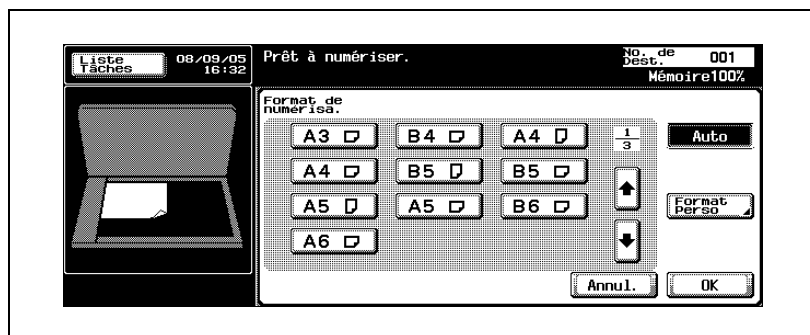 Liste
Tâches
08/09/05
16:32
Prêt à numériser.
No. de
Dest.
001
Mémoire100%
Format de
numérisa.
A3 B4 A4
1
3
Auto
A4 B5 B5
A5 A5 B6
Format
Perso
A6
Annul. OK